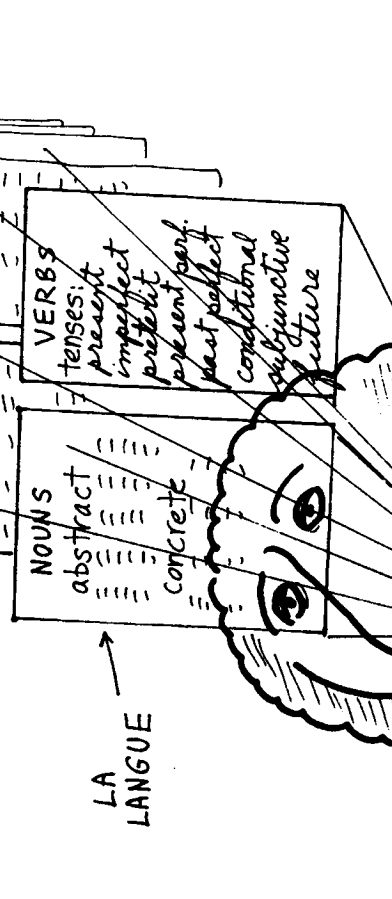 LA
LANGUE
NOUNS
abstract
concrete
VERBS
tenses:
present
imperfect
preterit
present perf.
past perfect
conditional
subjunctive
future